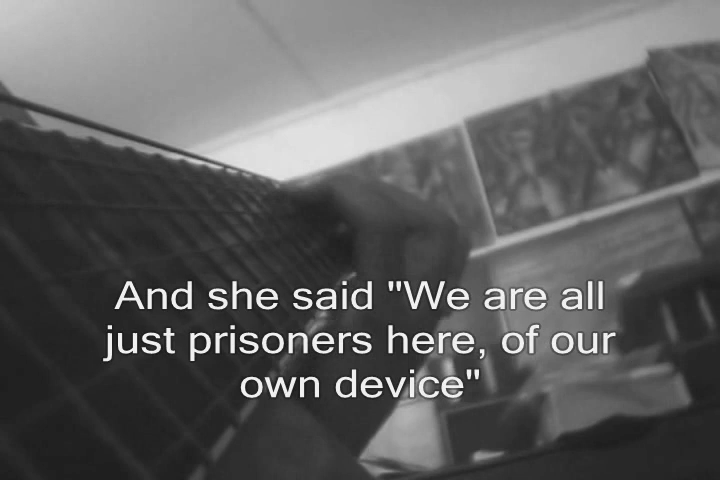 And she said "We are all
just prisoners here, of our
own device"